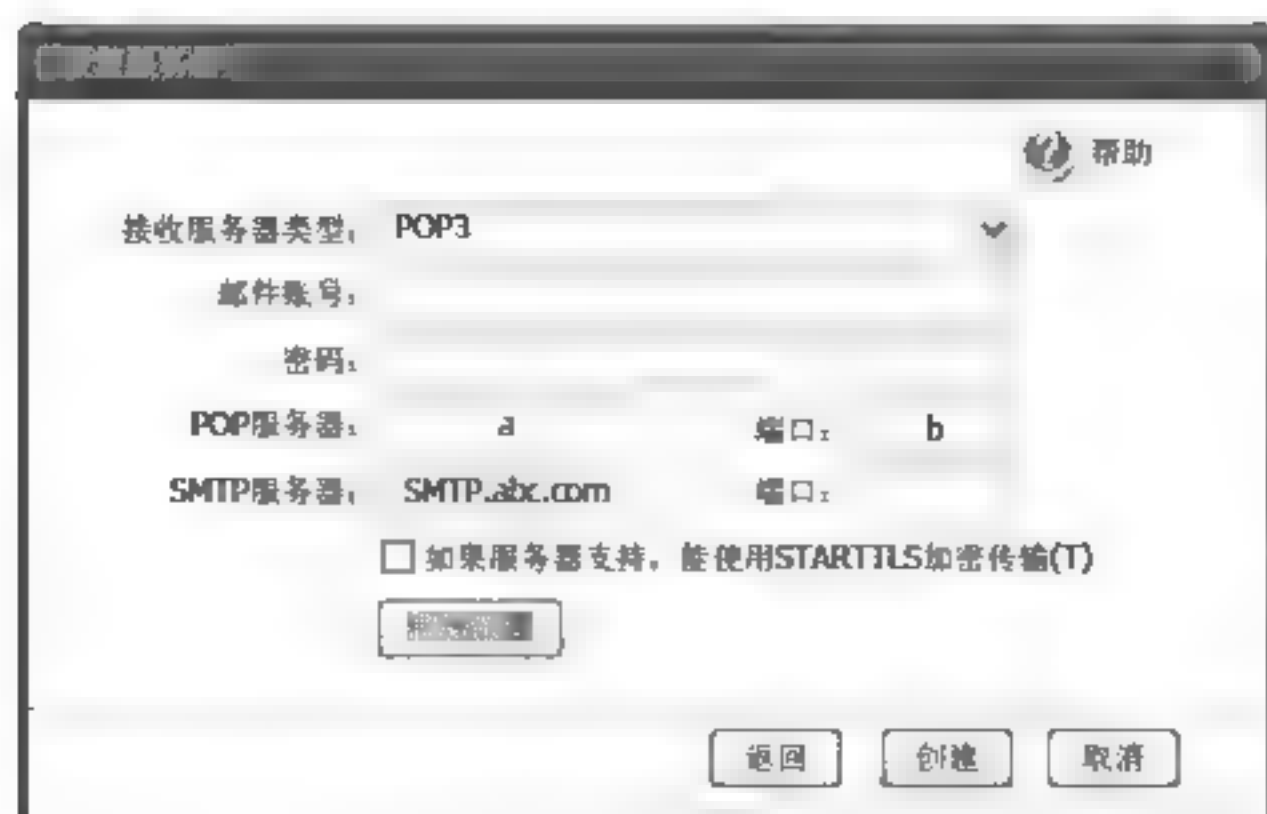 帮助
接收服务器类型: POP3
邮件账号:
密码:
POP服务器: a 端口: b
SMTP服务器: SMTP.abc.com 端口:
如果服务器支持，能使用STARTTLS加密传输(T)
返回 创建 取消